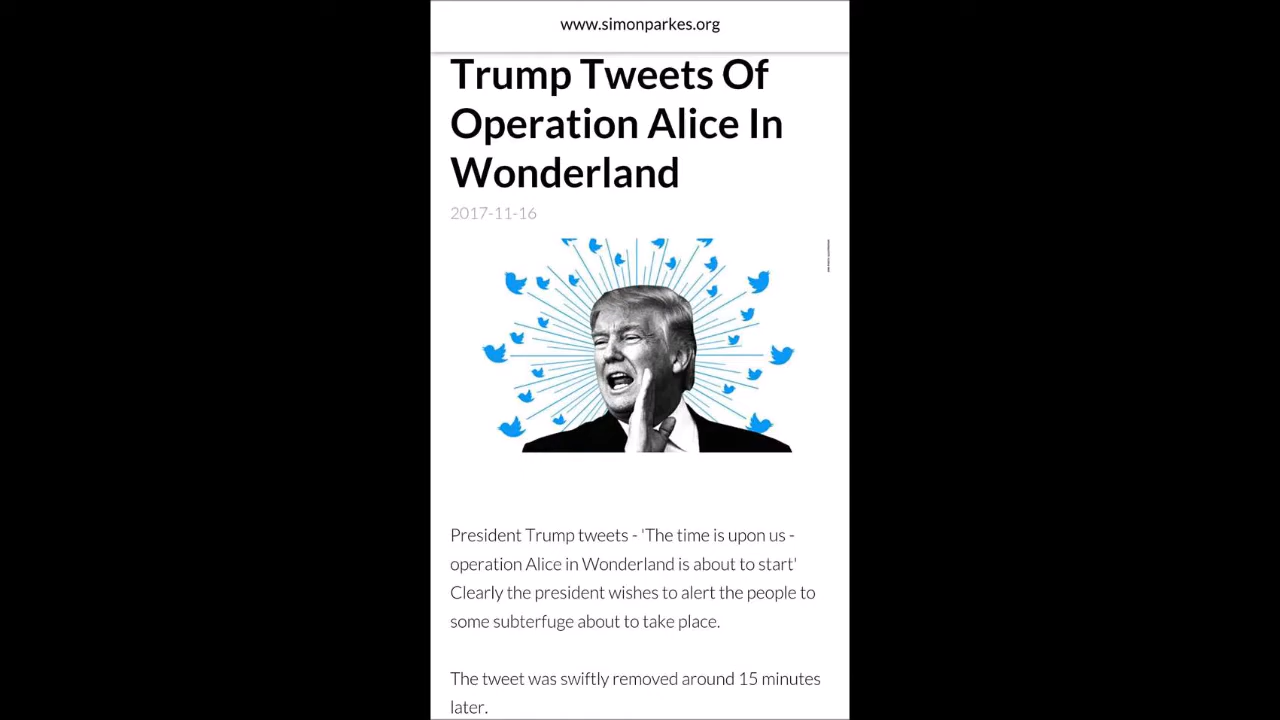 www.simonparkes.org
Trump Tweets Of
Operation Alice In
Wonderland
2017-11-16
President Trump tweets - 'The time is upon us -
operation Alice in Wonderland is about to start'
Clearly the president wishes to alert the people to
some subterfuge about to take place.
The tweet was swiftly removed around 15 minutes
later.